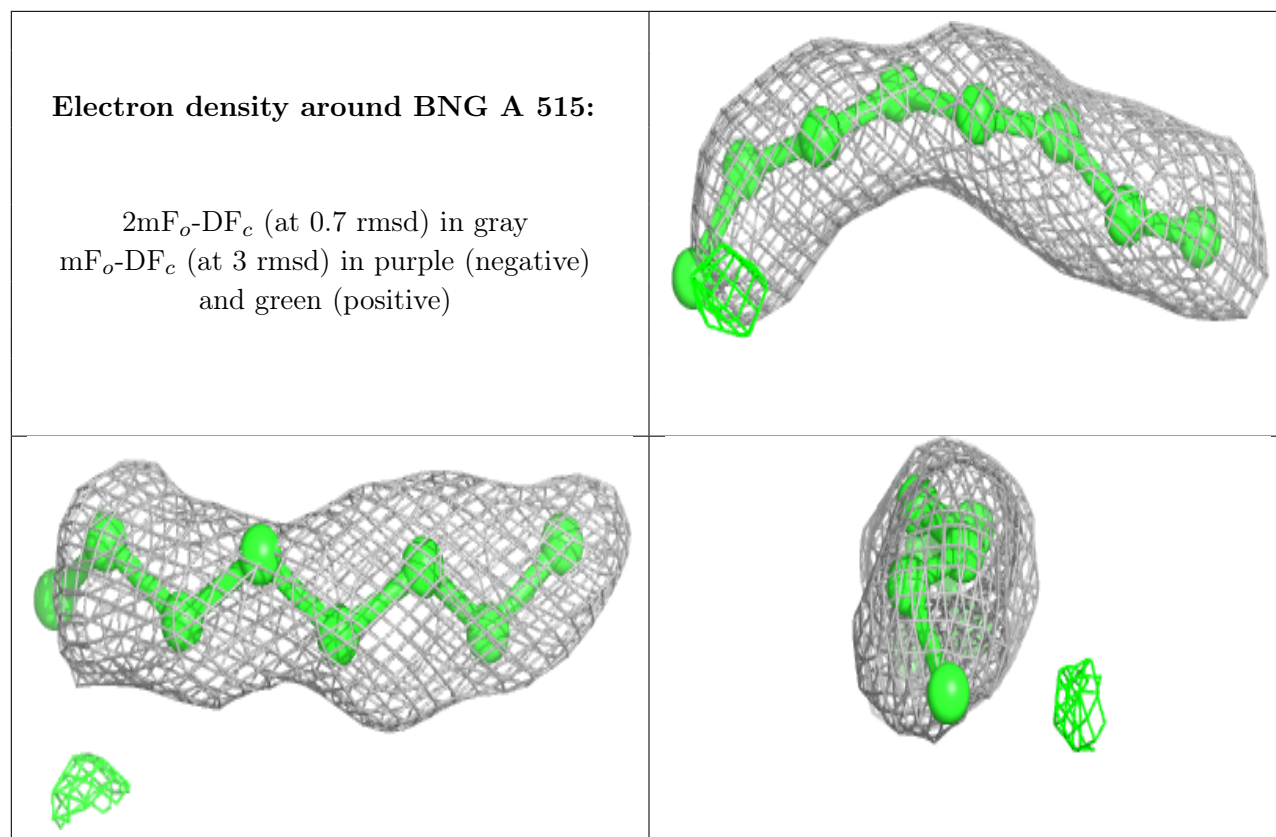 Electron density around BNG A 515:
2mFₒ-DF𝒸 (at 0.7 rmsd) in gray
mFₒ-DF𝒸 (at 3 rmsd) in purple (negative)
and green (positive)